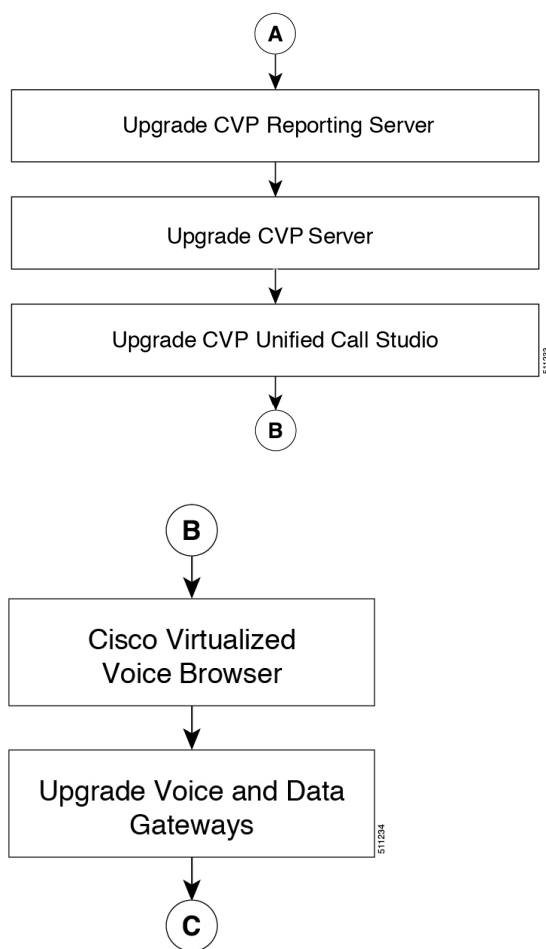 A
Upgrade CVP Reporting Server
Upgrade CVP Server
Upgrade CVP Unified Call Studio
B
B
Cisco Virtualized
Voice Browser
Upgrade Voice and Data
Gateways
511234
C